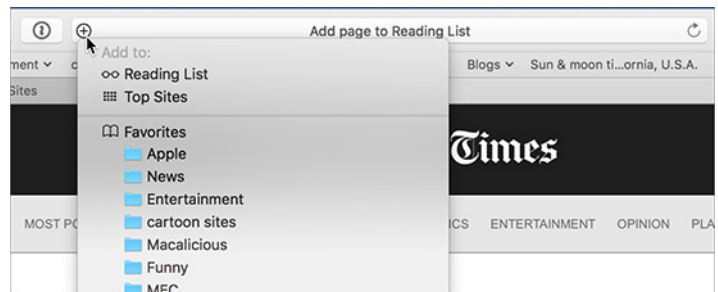 Add page to Reading List
ment
Blogs
Sun & moon ti...ornia, U.S.A.
Sites
Add to:
Reading List
Top Sites
Favorites
Apple
News
Entertainment
cartoon sites
Macalicious
Funny
MFC
Times
MOST PO
ICS
ENTERTAINMENT
OPINION
PLA